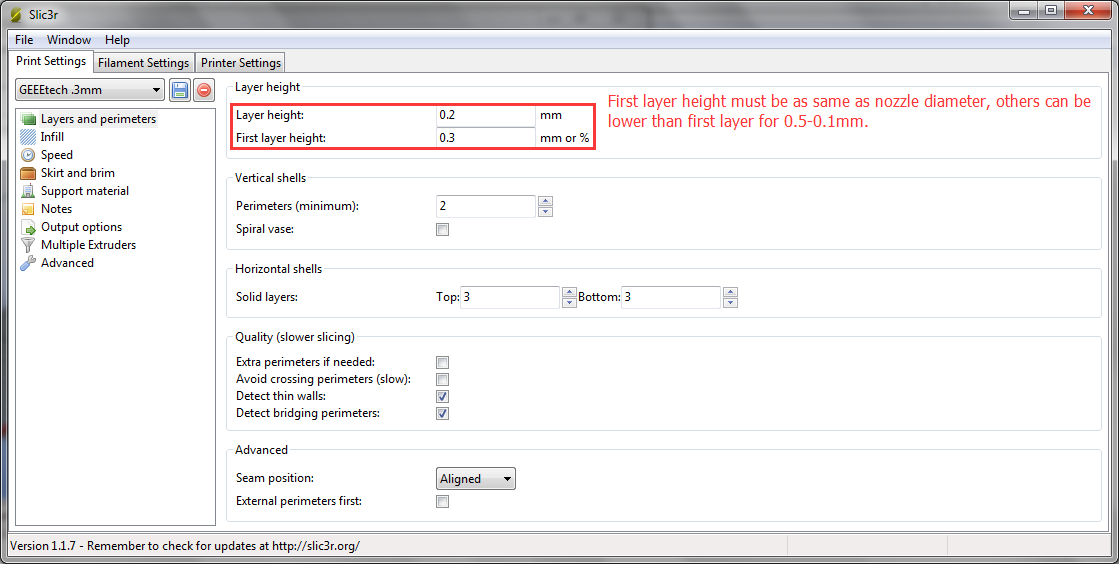 Slic3r
File Window Help
Print Settings Filament Settings Printer Settings
GEEEtech .3mm
Layers and perimeters
Infill
Speed
Skirt and brim
Support material
Notes
Output options
Multiple Extruders
Advanced
Layer height
Layer height: 0.2 mm
First layer height: 0.3 mm or %
First layer height must be as same as nozzle diameter, others can be
lower than first layer for 0.5-0.1mm.
Vertical shells
Perimeters (minimum): 2
Spiral vase:
Horizontal shells
Solid layers: Top: 3 Bottom: 3
Quality (slower slicing)
Extra perimeters if needed:
Avoid crossing perimeters (slow):
Detect thin walls:
Detect bridging perimeters:
Advanced
Seam position: Aligned
External perimeters first:
Version 1.1.7 - Remember to check for updates at http://slic3r.org/